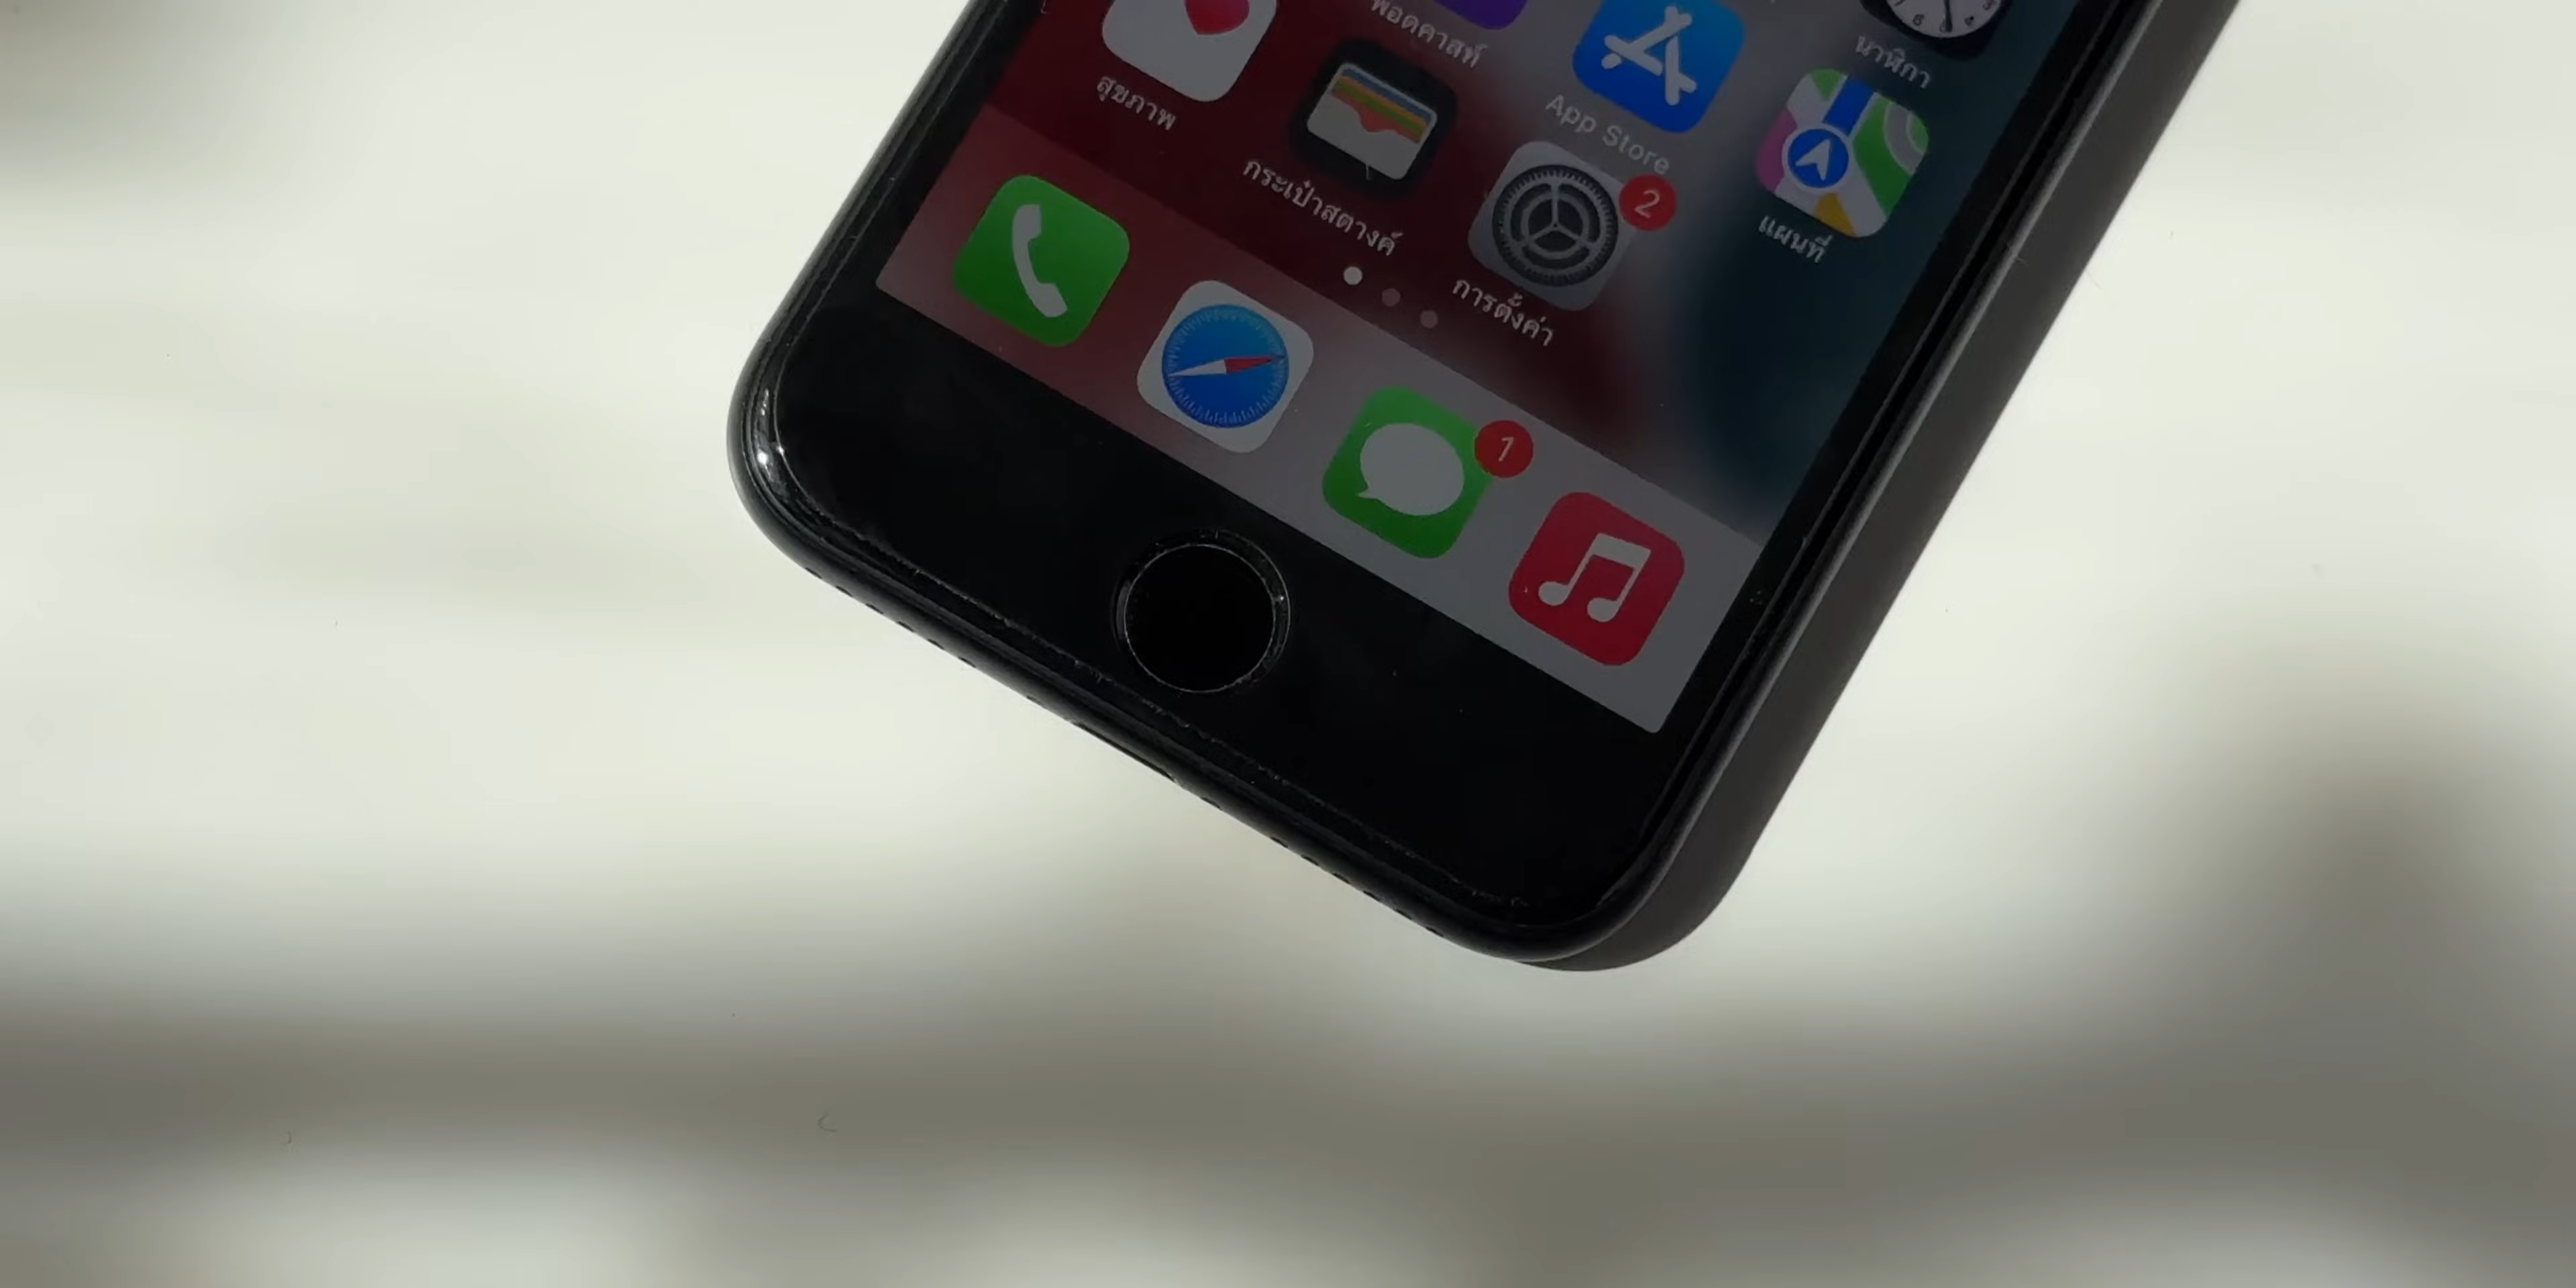 พอดคาสท์
นาฬิกา
สุขภาพ
กระเป๋าสตางค์
App Store
แผนที่
การตั้งค่า
2
1